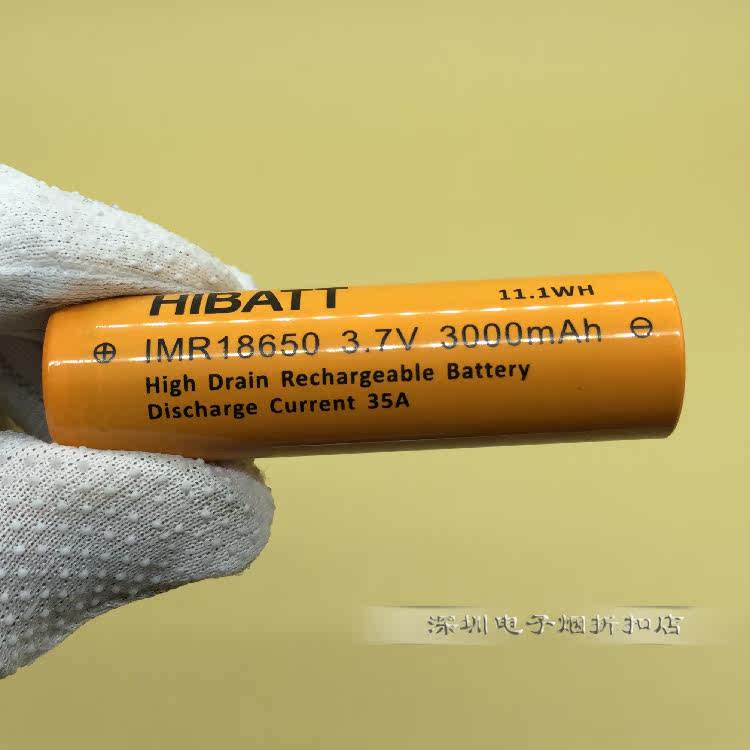 HIBATT
11.1WH
⊕ IMR18650 3.7V 3000mAh ⊖
High Drain Rechargeable Battery
Discharge Current 35A
深圳电子烟折扣店